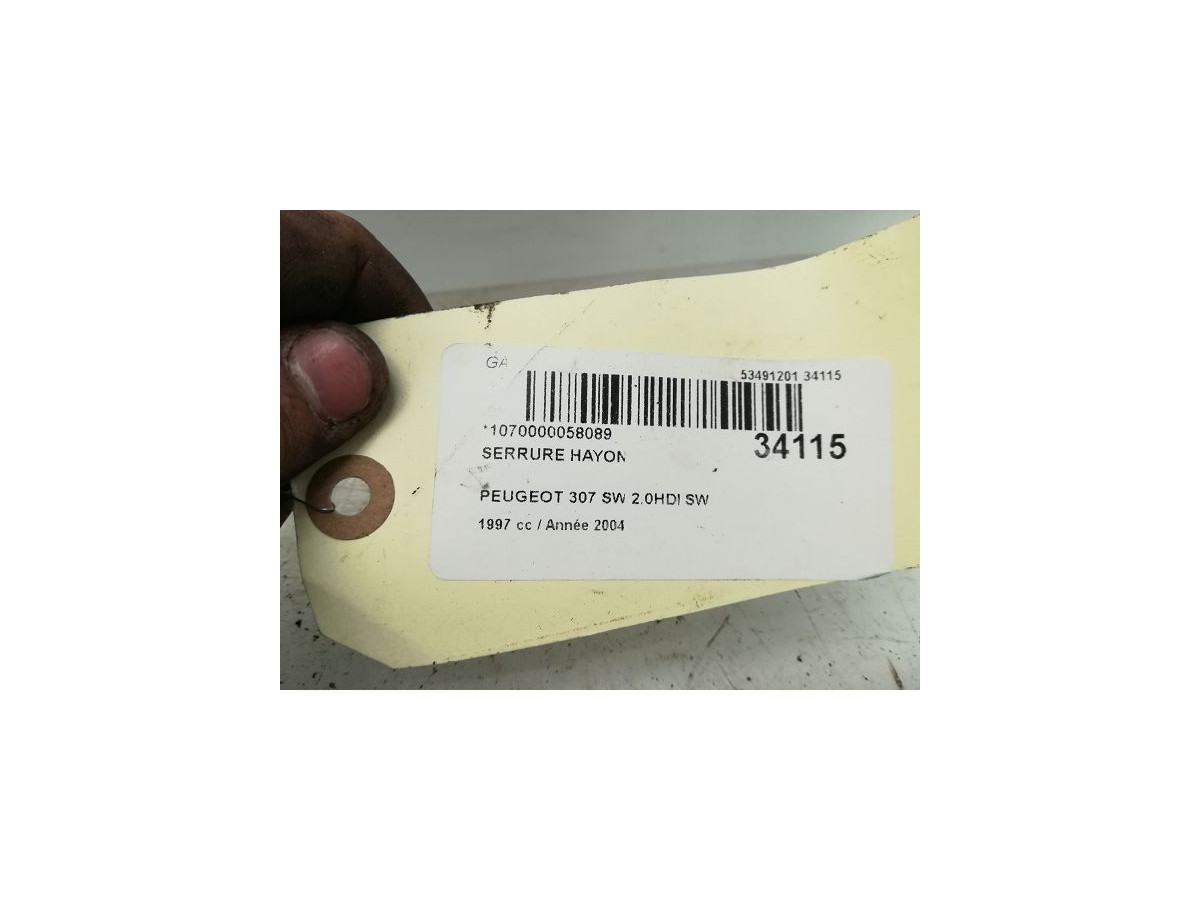 GA
53491201 34115
*1070000058089
34115
SERRURE HAYON
PEUGEOT 307 SW 2.0HDI SW
1997 cc / Année 2004